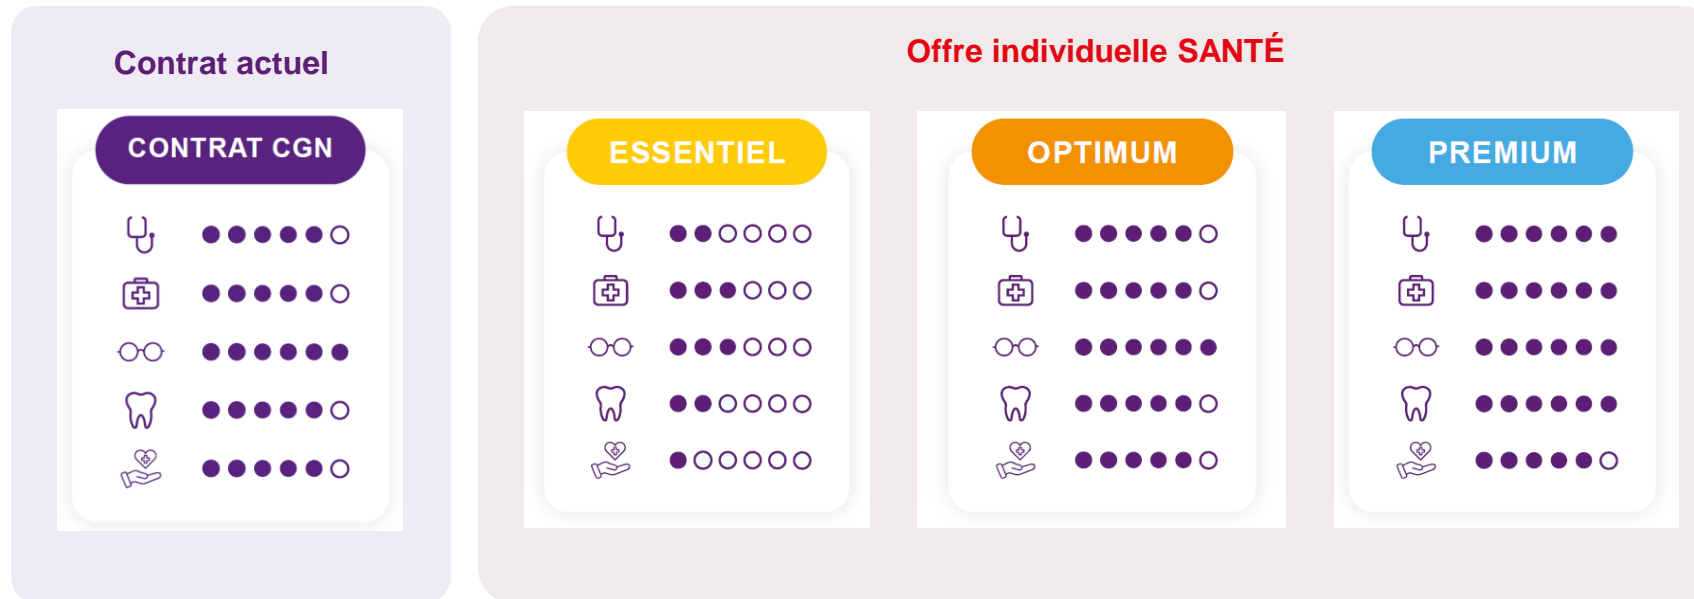 Contrat actuel
Offre individuelle SANTÉ
CONTRAT CGN
ESSENTIEL
OPTIMUM
PREMIUM